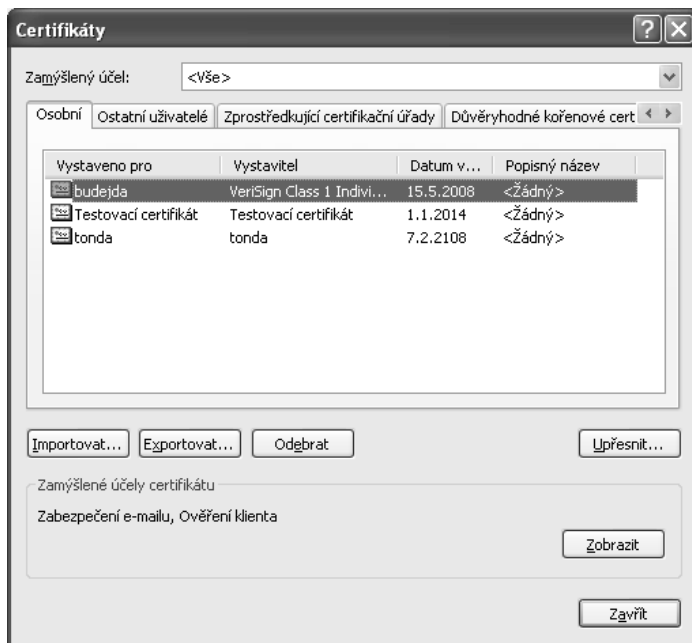 Certifikáty
Zamýšlený účel: <Vše>
Osobní Ostatní uživatelé Zprostředkující certifikační úřady Důvěryhodné kořenové cert
Vystaveno pro Vystavitel Datum v... Popisný název
budejda VeriSign Class 1 Indivi... 15.5.2008 <Žádný>
Testovací certifikát Testovací certifikát 1.1.2014 <Žádný>
tonda tonda 7.2.2108 <Žádný>
Importovat... Exportovat... Odebrat Upřesnit...
Zamýšlené účely certifikátu
Zabezpečení e-mailu, Ověření klienta
Zobrazit
Zavřít